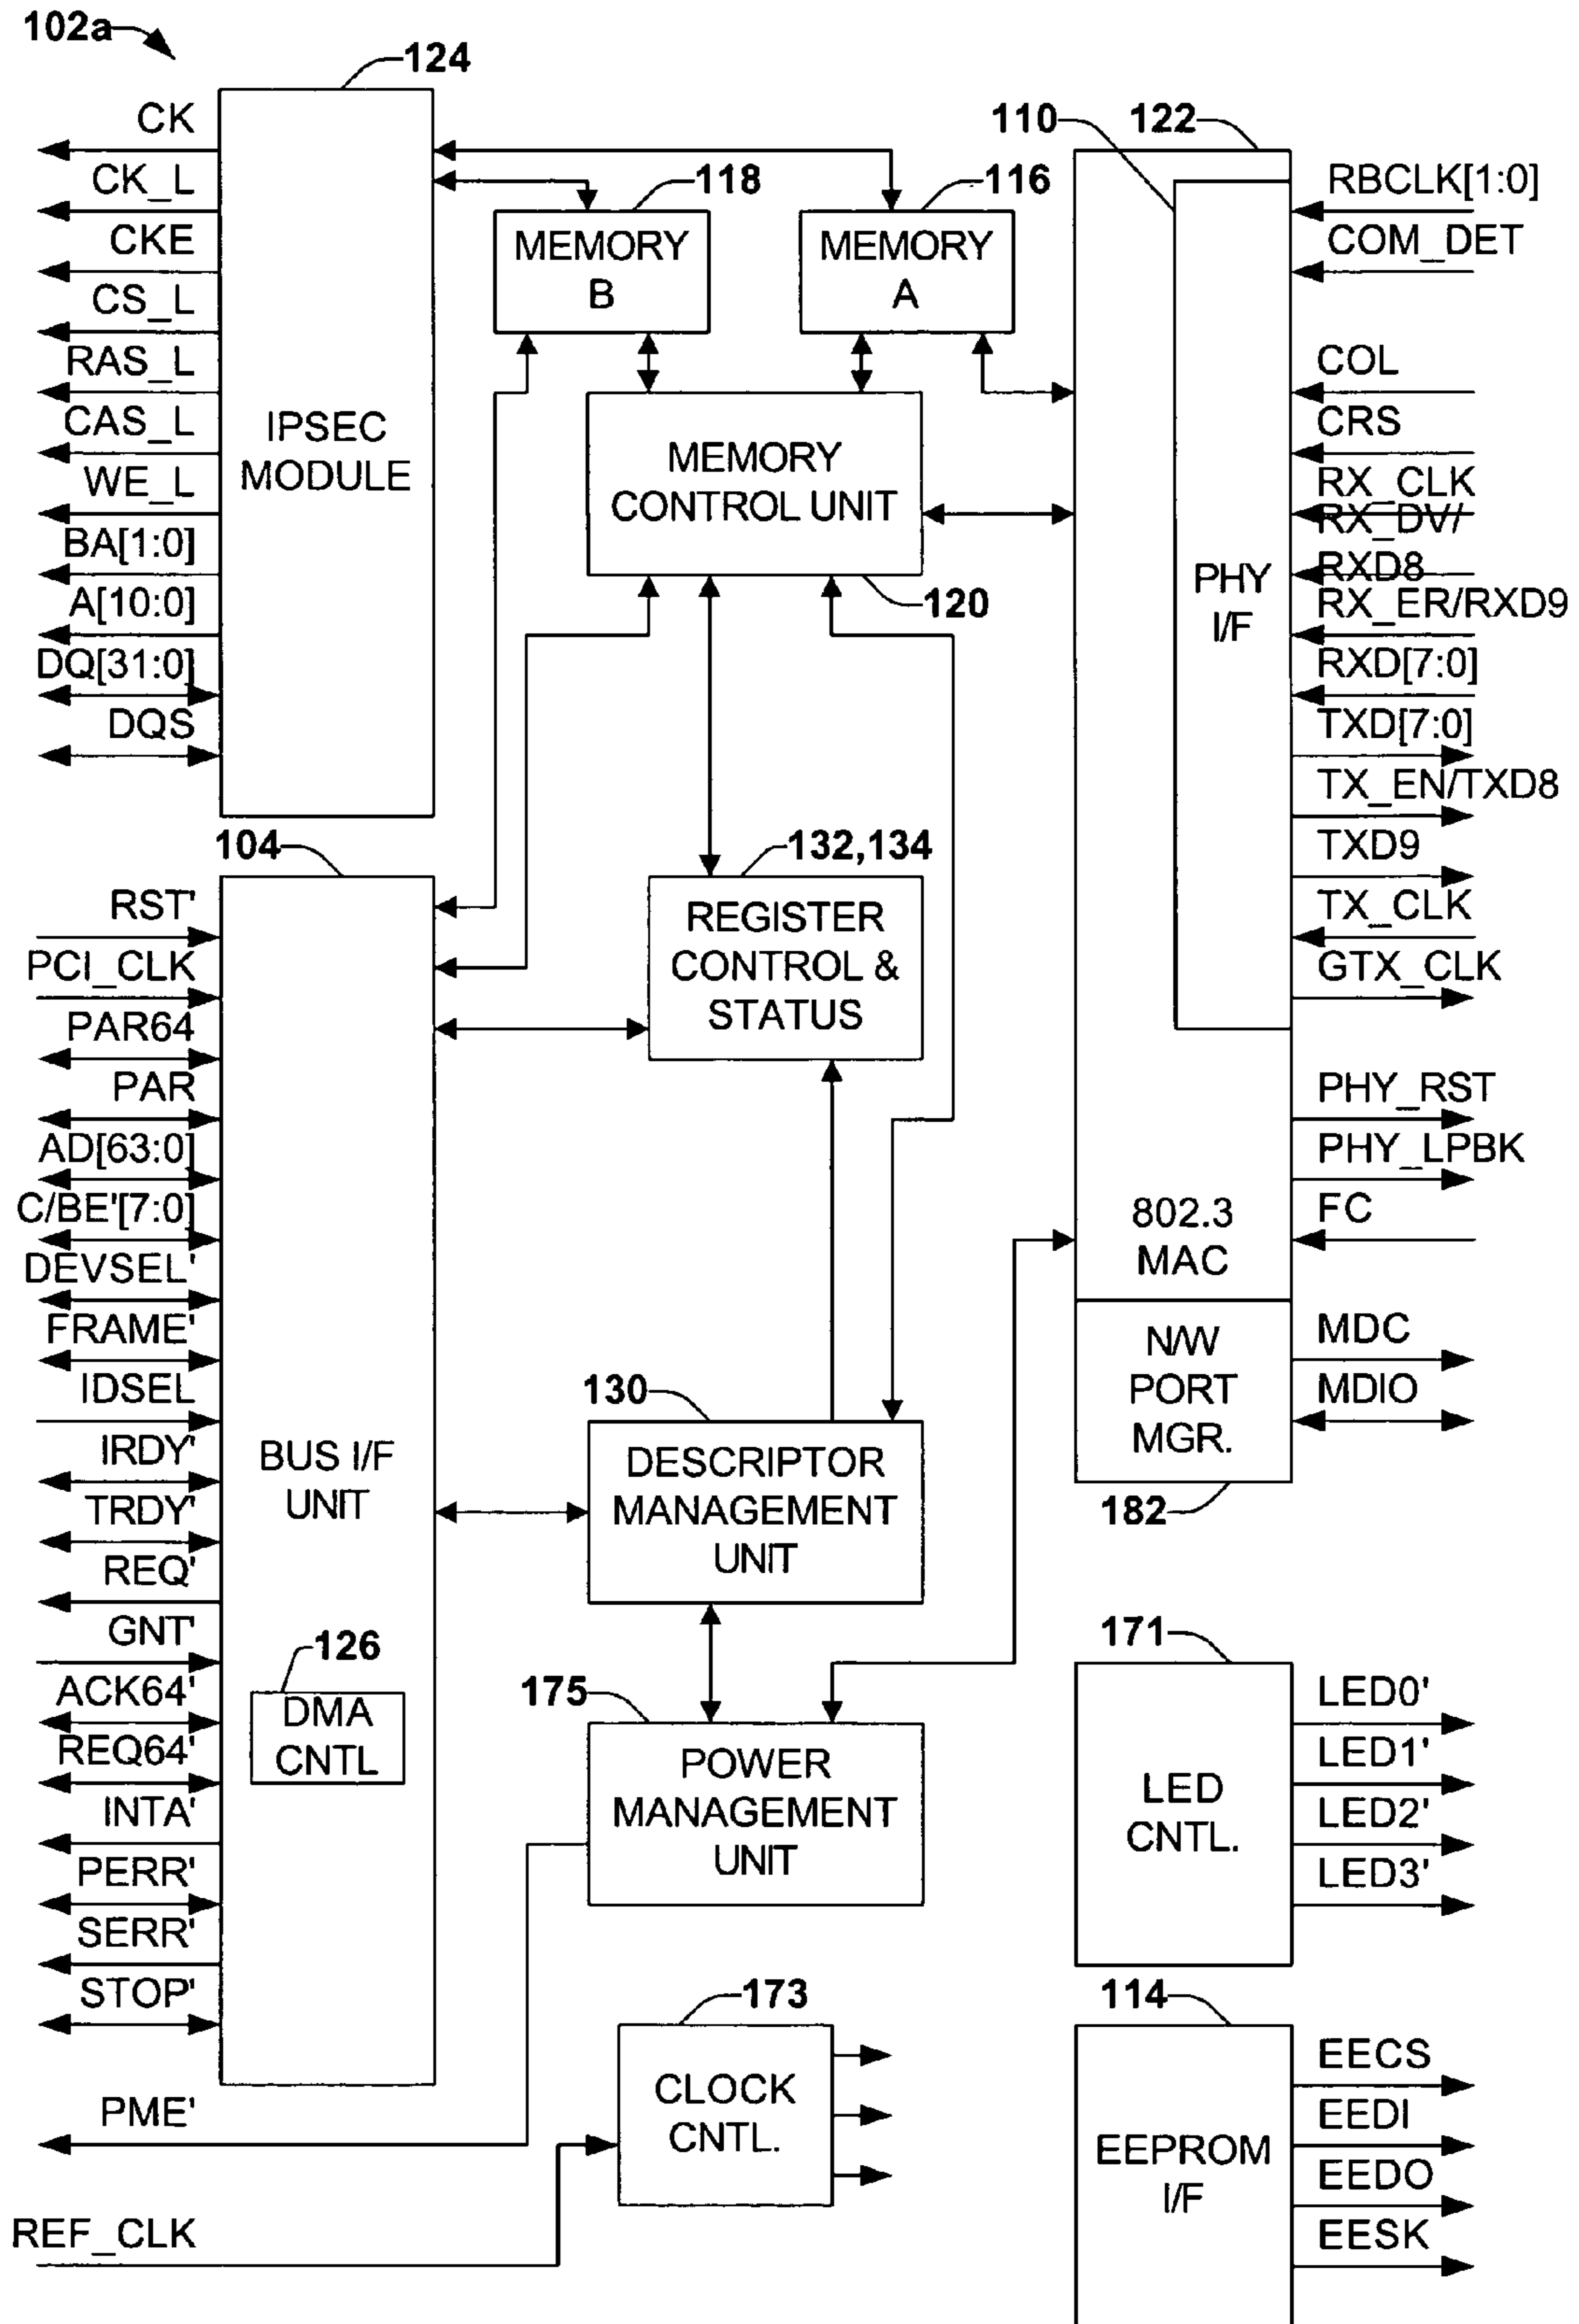 102a
124
CK
CK_L
CKE
CS_L
RAS_L
CAS_L
WE_L
BA[1:0]
A[10:0]
DQ[31:0]
DQS
IPSEC
MODULE
118
MEMORY
B
116
MEMORY
A
MEMORY
CONTROL UNIT
120
110
122
PHY
I/F
RBCLK[1:0]
COM_DET
COL
CRS
RX_CLK
RX_DV/
RXD8
RX_ER/RXD9
RXD[7:0]
TXD[7:0]
TX_EN/TXD8
TXD9
TX_CLK
GTX_CLK
PHY_RST
PHY_LPBK
FC
802.3
MAC
N/W
PORT
MGR.
MDC
MDIO
182
104
RST'
PCI_CLK
PAR64
PAR
AD[63:0]
C/BE'[7:0]
DEVSEL'
FRAME'
IDSEL
IRDY'
TRDY'
REQ'
GNT'
ACK64'
REQ64'
INTA'
PERR'
SERR'
STOP'
PME'
REF_CLK
BUS I/F
UNIT
126
DMA
CNTL
132,134
REGISTER
CONTROL &
STATUS
130
DESCRIPTOR
MANAGEMENT
UNIT
175
POWER
MANAGEMENT
UNIT
173
CLOCK
CNTL.
171
LED
CNTL.
LED0'
LED1'
LED2'
LED3'
114
EEPROM
I/F
EECS
EEDI
EEDO
EESK